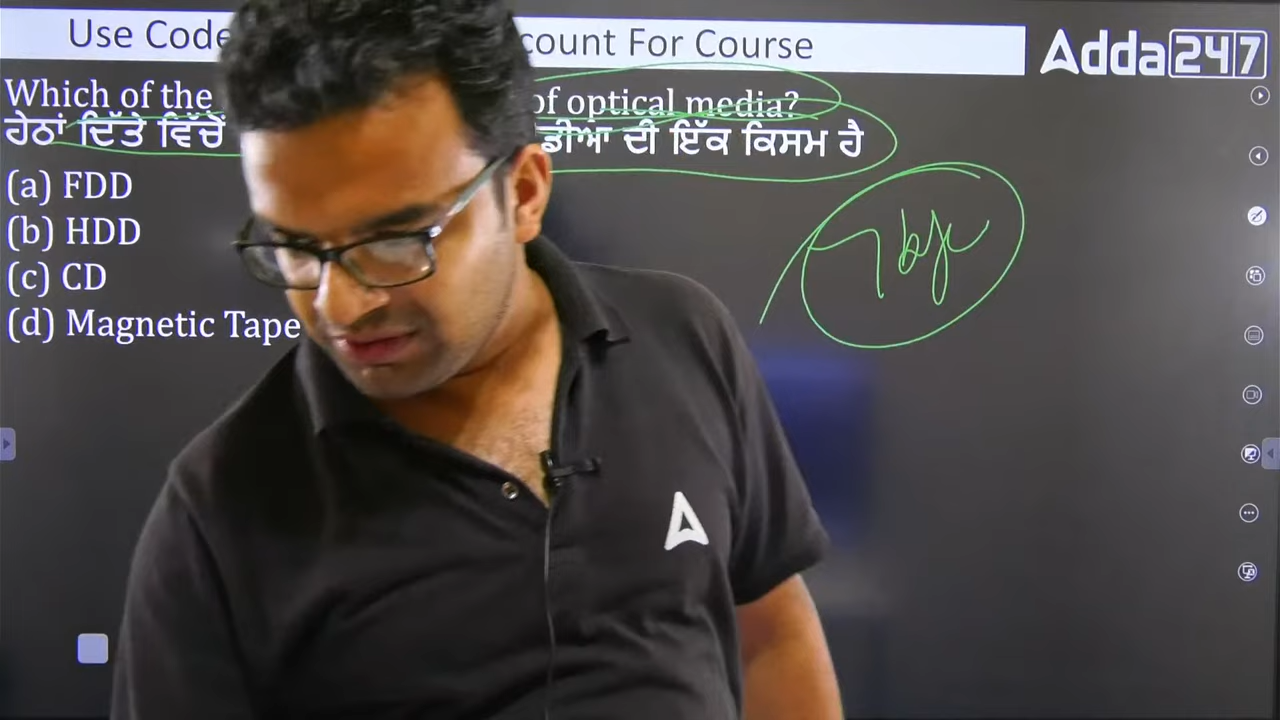 Use Code count For Course
Adda247
Which of the of optical media?
ਹੇਠਾਂ ਦਿੱਤੇ ਵਿੱਚੋਂ ਡੀਆ ਦੀ ਇੱਕ ਕਿਸਮ ਹੈ
(a) FDD
(b) HDD
(c) CD
(d) Magnetic Tape